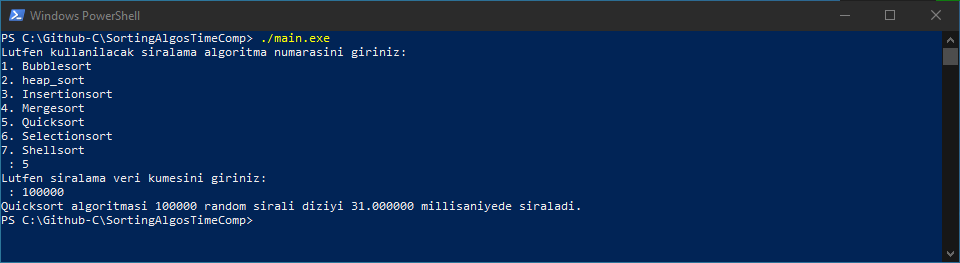 Windows PowerShell
PS C:\Github-C\SortingAlgosTimeComp> ./main.exe
Lutfen kullanilacak siralama algoritma numarasini giriniz:
1. Bubblesort
2. heap_sort
3. Insertionsort
4. Mergesort
5. Quicksort
6. Selectionsort
7. Shellsort
 : 5
Lutfen siralama veri kumesini giriniz:
 : 100000
Quicksort algoritmasi 100000 random sirali diziyi 31.000000 millisaniyede siraladi.
PS C:\Github-C\SortingAlgosTimeComp>